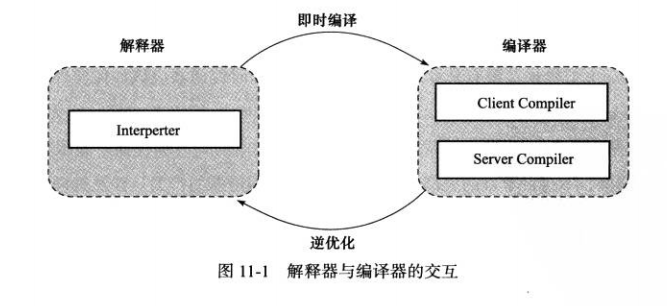 即时编译
解释器
编译器
Interperter
Client Compiler
Server Compiler
逆优化
图 11-1 解释器与编译器的交互